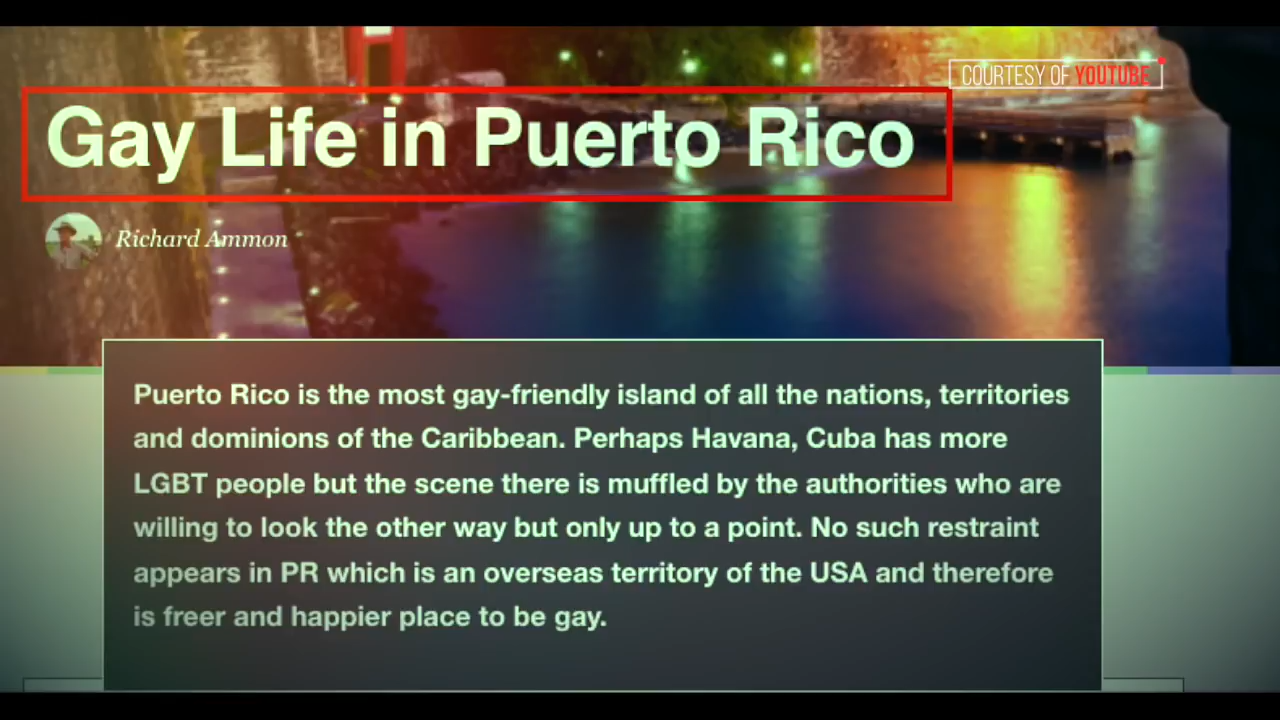 COURTESY OF YOUTUBE
Gay Life in Puerto Rico
Richard Ammon
Puerto Rico is the most gay-friendly island of all the nations, territories
and dominions of the Caribbean. Perhaps Havana, Cuba has more
LGBT people but the scene there is muffled by the authorities who are
willing to look the other way but only up to a point. No such restraint
appears in PR which is an overseas territory of the USA and therefore
is freer and happier place to be gay.